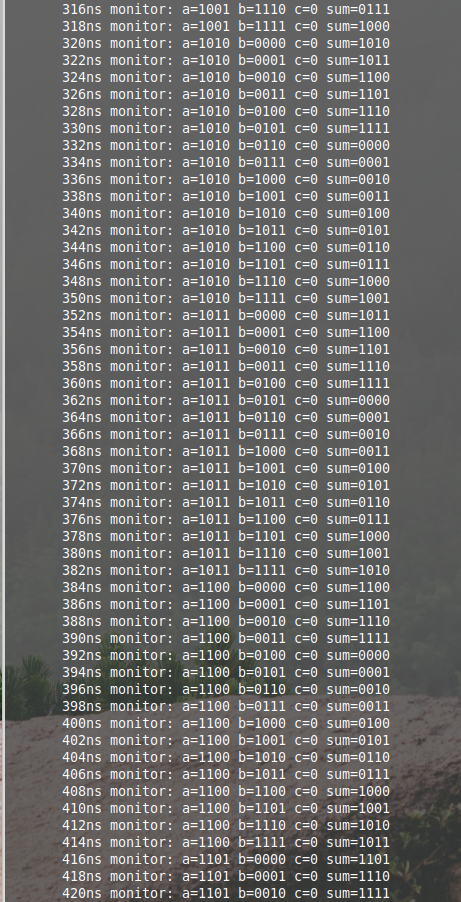 316ns monitor: a=1001 b=1110 c=0 sum=0111
318ns monitor: a=1001 b=1111 c=0 sum=1000
320ns monitor: a=1010 b=0000 c=0 sum=1010
322ns monitor: a=1010 b=0001 c=0 sum=1011
324ns monitor: a=1010 b=0010 c=0 sum=1100
326ns monitor: a=1010 b=0011 c=0 sum=1101
328ns monitor: a=1010 b=0100 c=0 sum=1110
330ns monitor: a=1010 b=0101 c=0 sum=1111
332ns monitor: a=1010 b=0110 c=0 sum=0000
334ns monitor: a=1010 b=0111 c=0 sum=0001
336ns monitor: a=1010 b=1000 c=0 sum=0010
338ns monitor: a=1010 b=1001 c=0 sum=0011
340ns monitor: a=1010 b=1010 c=0 sum=0100
342ns monitor: a=1010 b=1011 c=0 sum=0101
344ns monitor: a=1010 b=1100 c=0 sum=0110
346ns monitor: a=1010 b=1101 c=0 sum=0111
348ns monitor: a=1010 b=1110 c=0 sum=1000
350ns monitor: a=1010 b=1111 c=0 sum=1001
352ns monitor: a=1011 b=0000 c=0 sum=1011
354ns monitor: a=1011 b=0001 c=0 sum=1100
356ns monitor: a=1011 b=0010 c=0 sum=1101
358ns monitor: a=1011 b=0011 c=0 sum=1110
360ns monitor: a=1011 b=0100 c=0 sum=1111
362ns monitor: a=1011 b=0101 c=0 sum=0000
364ns monitor: a=1011 b=0110 c=0 sum=0001
366ns monitor: a=1011 b=0111 c=0 sum=0010
368ns monitor: a=1011 b=1000 c=0 sum=0011
370ns monitor: a=1011 b=1001 c=0 sum=0100
372ns monitor: a=1011 b=1010 c=0 sum=0101
374ns monitor: a=1011 b=1011 c=0 sum=0110
376ns monitor: a=1011 b=1100 c=0 sum=0111
378ns monitor: a=1011 b=1101 c=0 sum=1000
380ns monitor: a=1011 b=1110 c=0 sum=1001
382ns monitor: a=1011 b=1111 c=0 sum=1010
384ns monitor: a=1100 b=0000 c=0 sum=1100
386ns monitor: a=1100 b=0001 c=0 sum=1101
388ns monitor: a=1100 b=0010 c=0 sum=1110
390ns monitor: a=1100 b=0011 c=0 sum=1111
392ns monitor: a=1100 b=0100 c=0 sum=0000
394ns monitor: a=1100 b=0101 c=0 sum=0001
396ns monitor: a=1100 b=0110 c=0 sum=0010
398ns monitor: a=1100 b=0111 c=0 sum=0011
400ns monitor: a=1100 b=1000 c=0 sum=0100
402ns monitor: a=1100 b=1001 c=0 sum=0101
404ns monitor: a=1100 b=1010 c=0 sum=0110
406ns monitor: a=1100 b=1011 c=0 sum=0111
408ns monitor: a=1100 b=1100 c=0 sum=1000
410ns monitor: a=1100 b=1101 c=0 sum=1001
412ns monitor: a=1100 b=1110 c=0 sum=1010
414ns monitor: a=1100 b=1111 c=0 sum=1011
416ns monitor: a=1101 b=0000 c=0 sum=1101
418ns monitor: a=1101 b=0001 c=0 sum=1110
420ns monitor: a=1101 b=0010 c=0 sum=1111